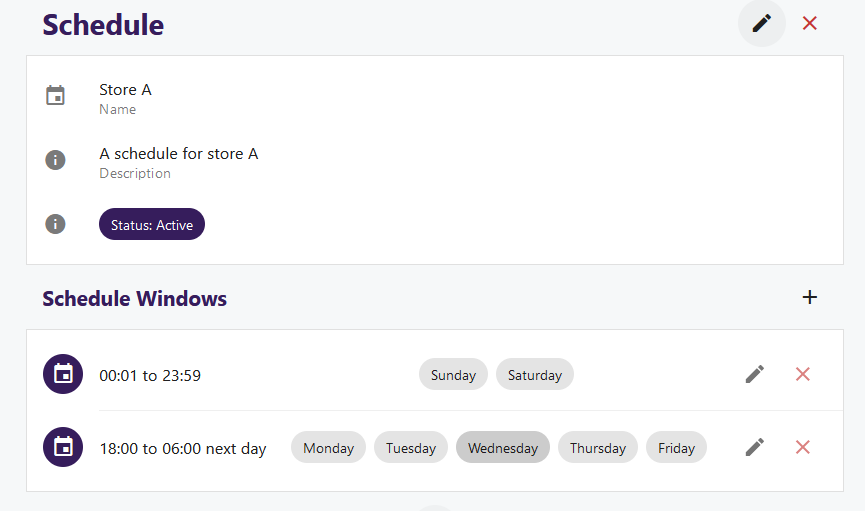 Schedule
Store A
Name
A schedule for store A
Description
Status: Active
Schedule Windows
00:01 to 23:59 Sunday Saturday
18:00 to 06:00 next day Monday Tuesday Wednesday Thursday Friday